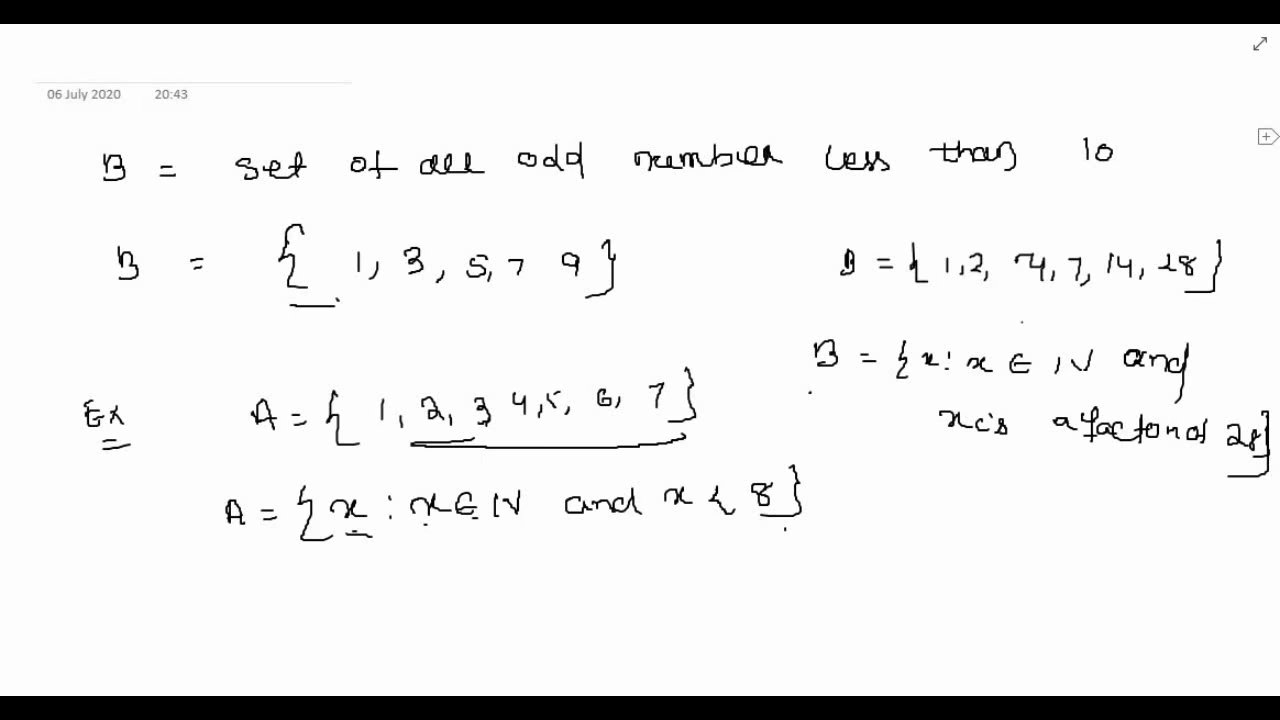 06 July 2020 20:43
B = set of all odd number less than 10
B = { 1, 3, 5, 7 9 }
B = { 1, 2, 4, 7, 14, 28 }
B = { x : x ∈ N and
x is a factor of 28 }
Ex A = { 1, 2, 3 4, 5, 6, 7 }
A = { x : x ∈ N and x < 8 }